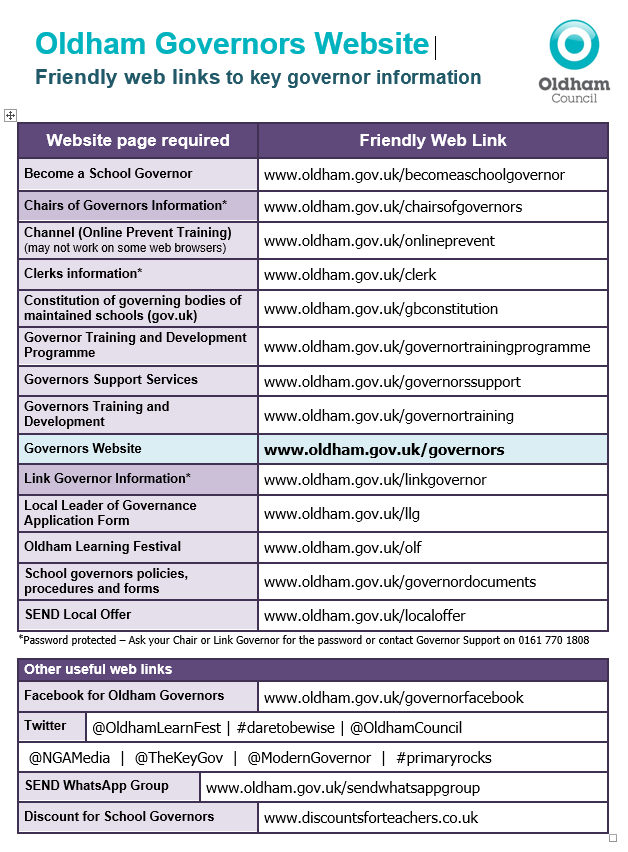 Oldham Governors Website
Friendly web links to key governor information
Oldham
Council
Website page required
Friendly Web Link
Become a School Governor
www.oldham.gov.uk/becomeaschoolgovernor
Chairs of Governors Information*
www.oldham.gov.uk/chairsofgovernors
Channel (Online Prevent Training)
(may not work on some web browsers)
www.oldham.gov.uk/onlineprevent
Clerks information*
www.oldham.gov.uk/clerk
Constitution of governing bodies of
maintained schools (gov.uk)
www.oldham.gov.uk/gbconstitution
Governor Training and Development
Programme
www.oldham.gov.uk/governortrainingprogramme
Governors Support Services
www.oldham.gov.uk/governorssupport
Governors Training and
Development
www.oldham.gov.uk/governortraining
Governors Website
www.oldham.gov.uk/governors
Link Governor Information*
www.oldham.gov.uk/linkgovernor
Local Leader of Governance
Application Form
www.oldham.gov.uk/llg
Oldham Learning Festival
www.oldham.gov.uk/olf
School governors policies,
procedures and forms
www.oldham.gov.uk/governordocuments
SEND Local Offer
www.oldham.gov.uk/localoffer
*Password protected – Ask your Chair or Link Governor for the password or contact Governor Support on 0161 770 1808
Other useful web links
Facebook for Oldham Governors
www.oldham.gov.uk/governorfacebook
Twitter
@OldhamLearnFest | #daretobewise | @OldhamCouncil
@NGAMedia | @TheKeyGov | @ModernGovernor | #primaryrocks
SEND WhatsApp Group
www.oldham.gov.uk/sendwhatsappgroup
Discount for School Governors
www.discountsforteachers.co.uk